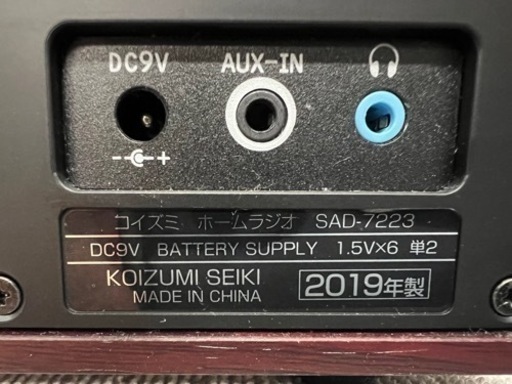 DC9V AUX-IN
コイズミ ホームラジオ SAD-7223
DC9V BATTERY SUPPLY 1.5V×6 単2
KOIZUMI SEIKI
MADE IN CHINA
2019年製